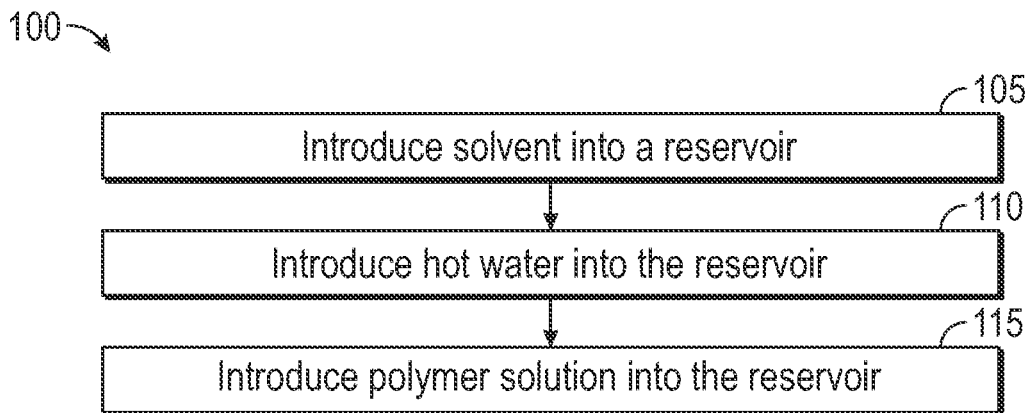 100
105
Introduce solvent into a reservoir
110
Introduce hot water into the reservoir
115
Introduce polymer solution into the reservoir